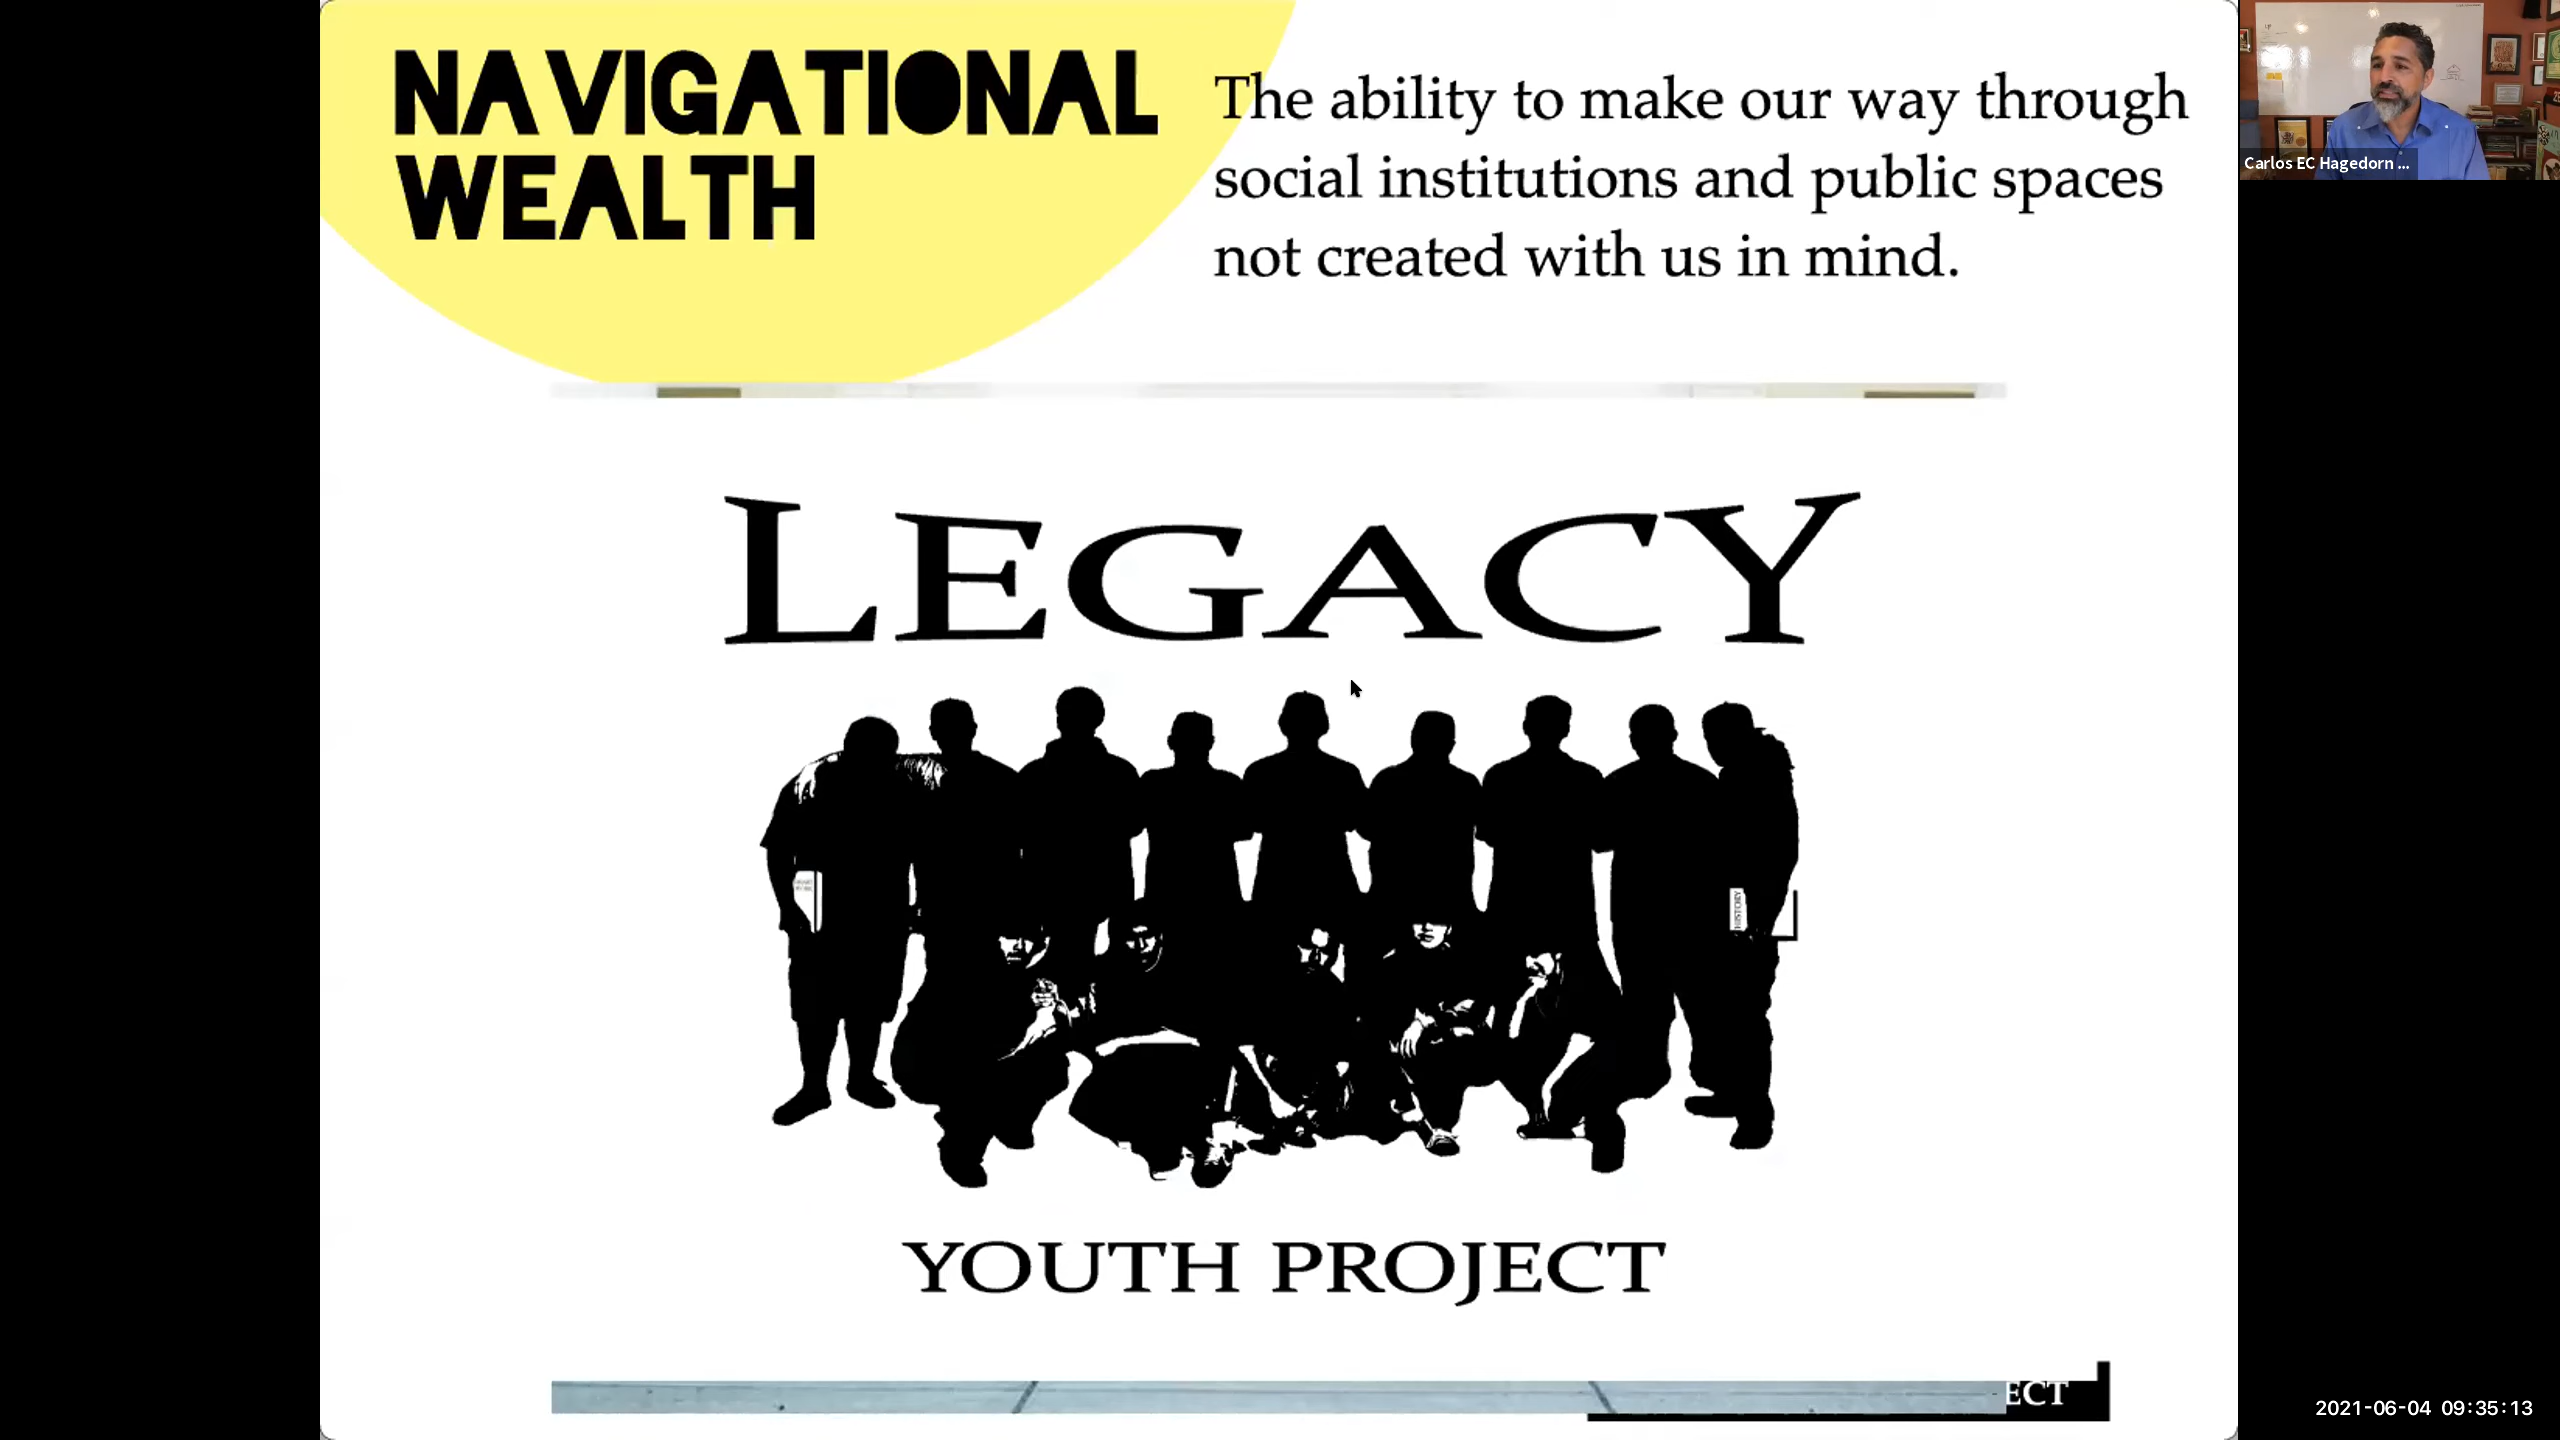 NAVIGATIONAL
WEALTH
The ability to make our way through
social institutions and public spaces
not created with us in mind.
Carlos EC Hagedorn ...
LEGACY
HISTORY
YOUTH PROJECT
ECT
2021-06-04 09:35:13